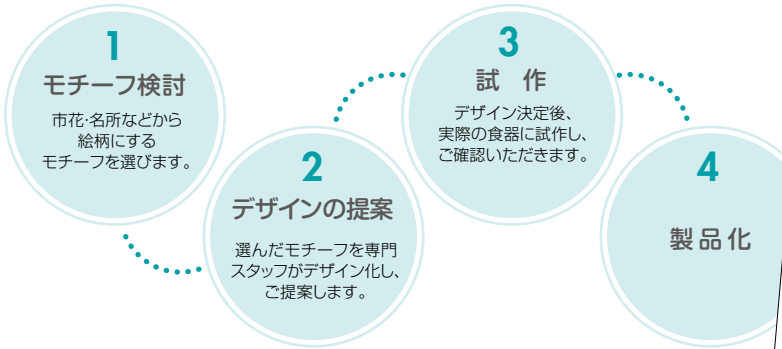 1
モチーフ検討
市花・名所などから
絵柄にする
モチーフを選びます。
2
デザインの提案
選んだモチーフを専門
スタッフがデザイン化し、
ご提案します。
3
試 作
デザイン決定後、
実際の食器に試作し、
ご確認いただきます。
4
製品化